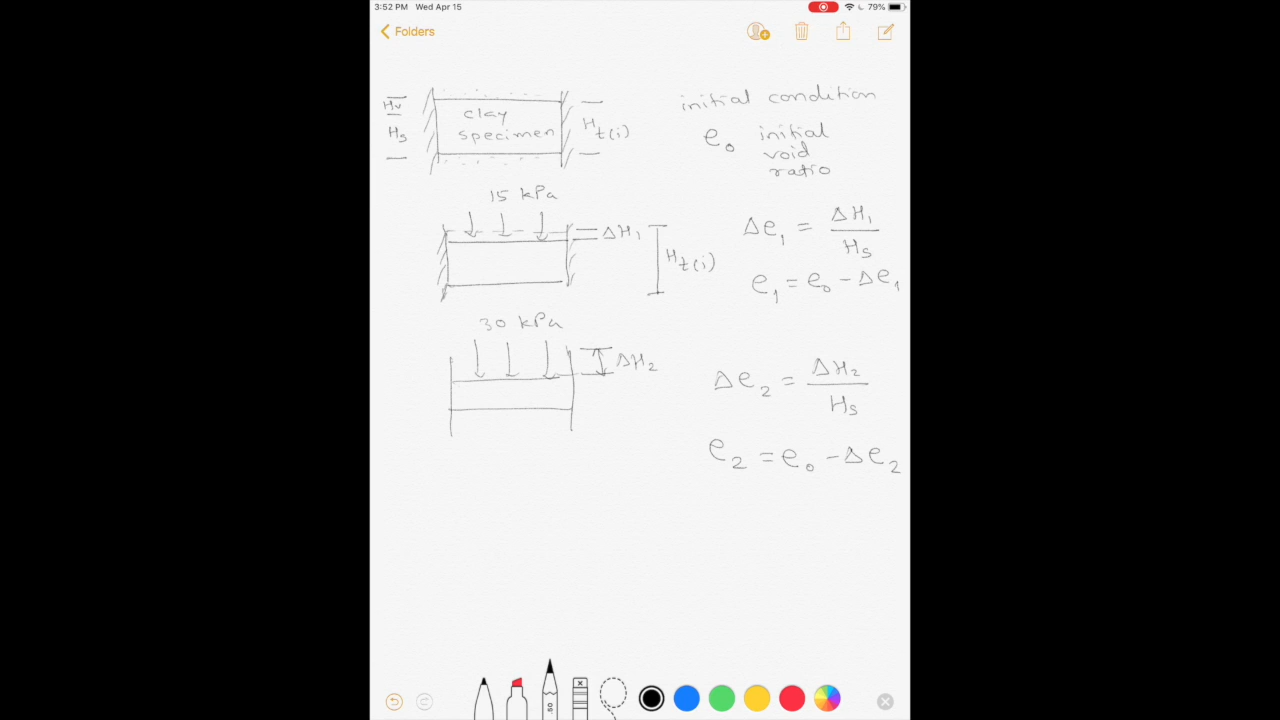 3:52 PM Wed Apr 15
79%
Folders
Hv
Hs
clay
specimen
Ht(i)
initial condition
e₀ initial
void
ratio
15 kPa
ΔH₁
Ht(i)
Δe₁ = ΔH₁/Hs
e₁ = e₀ - Δe₁
30 kPa
ΔH₂
Δe₂ = ΔH₂/Hs
e₂ = e₀ - Δe₂
50